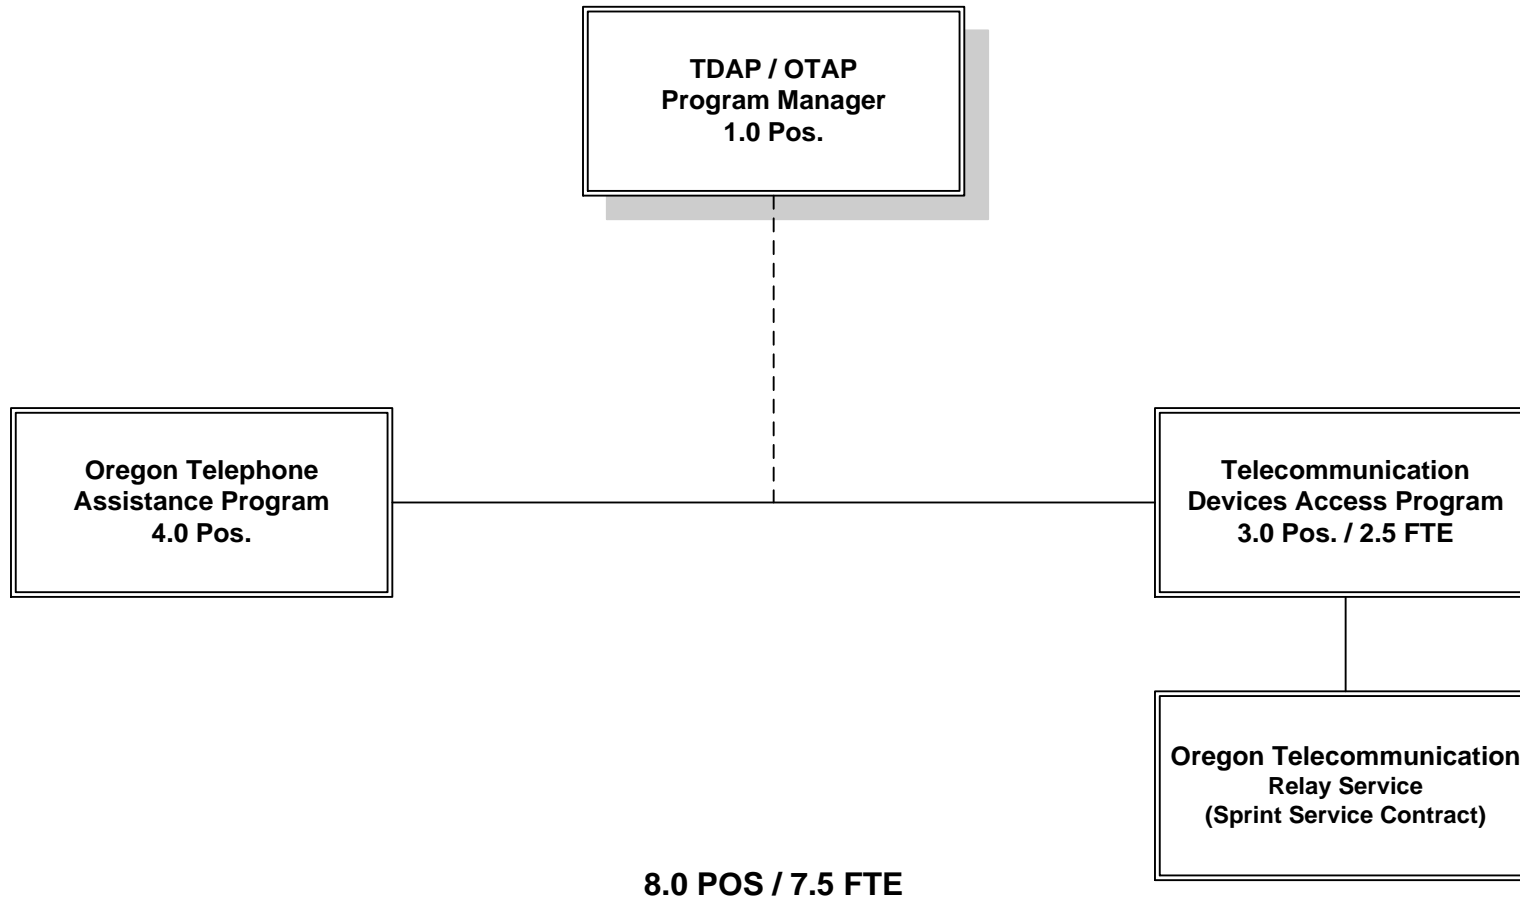 TDAP / OTAP
Program Manager
1.0 Pos.
Oregon Telephone
Assistance Program
4.0 Pos.
Telecommunication
Devices Access Program
3.0 Pos. / 2.5 FTE
Oregon Telecommunication
Relay Service
(Sprint Service Contract)
8.0 POS / 7.5 FTE